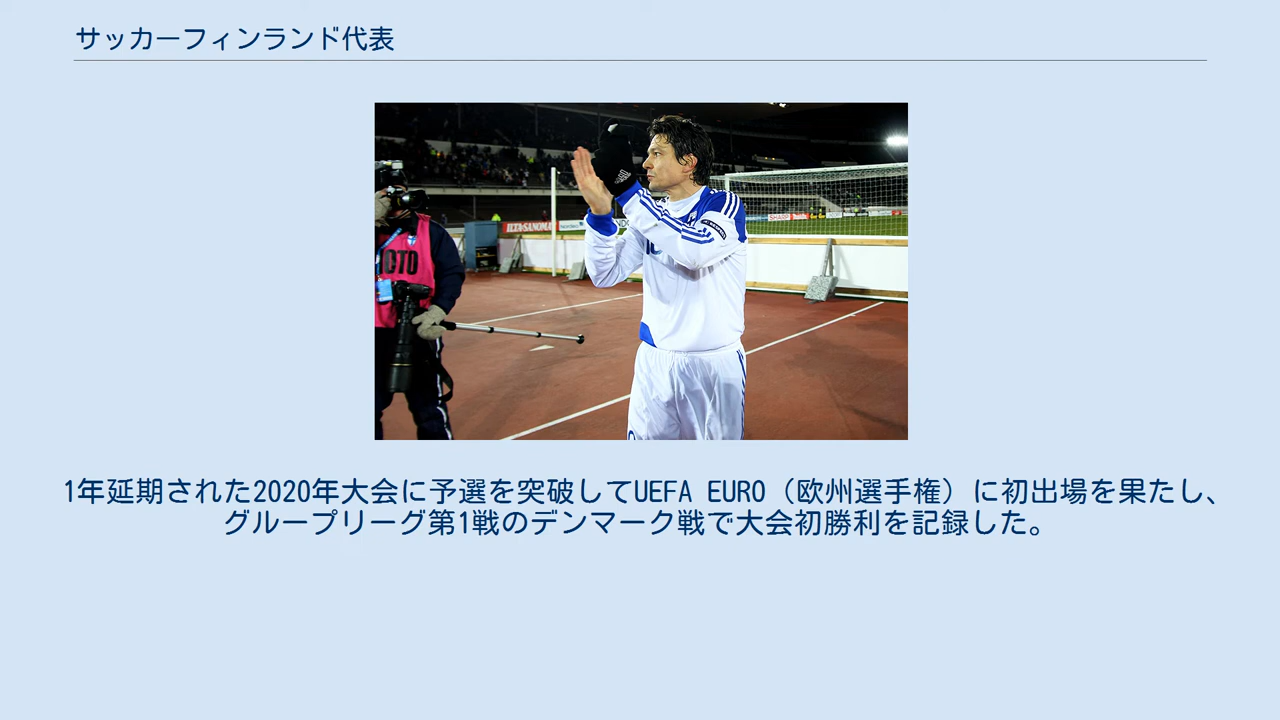 サッカーフィンランド代表
ILTA-SANOMAT
SHARP
1年延期された2020年大会に予選を突破してUEFA EURO（欧州選手権）に初出場を果たし、
グループリーグ第1戦のデンマーク戦で大会初勝利を記録した。